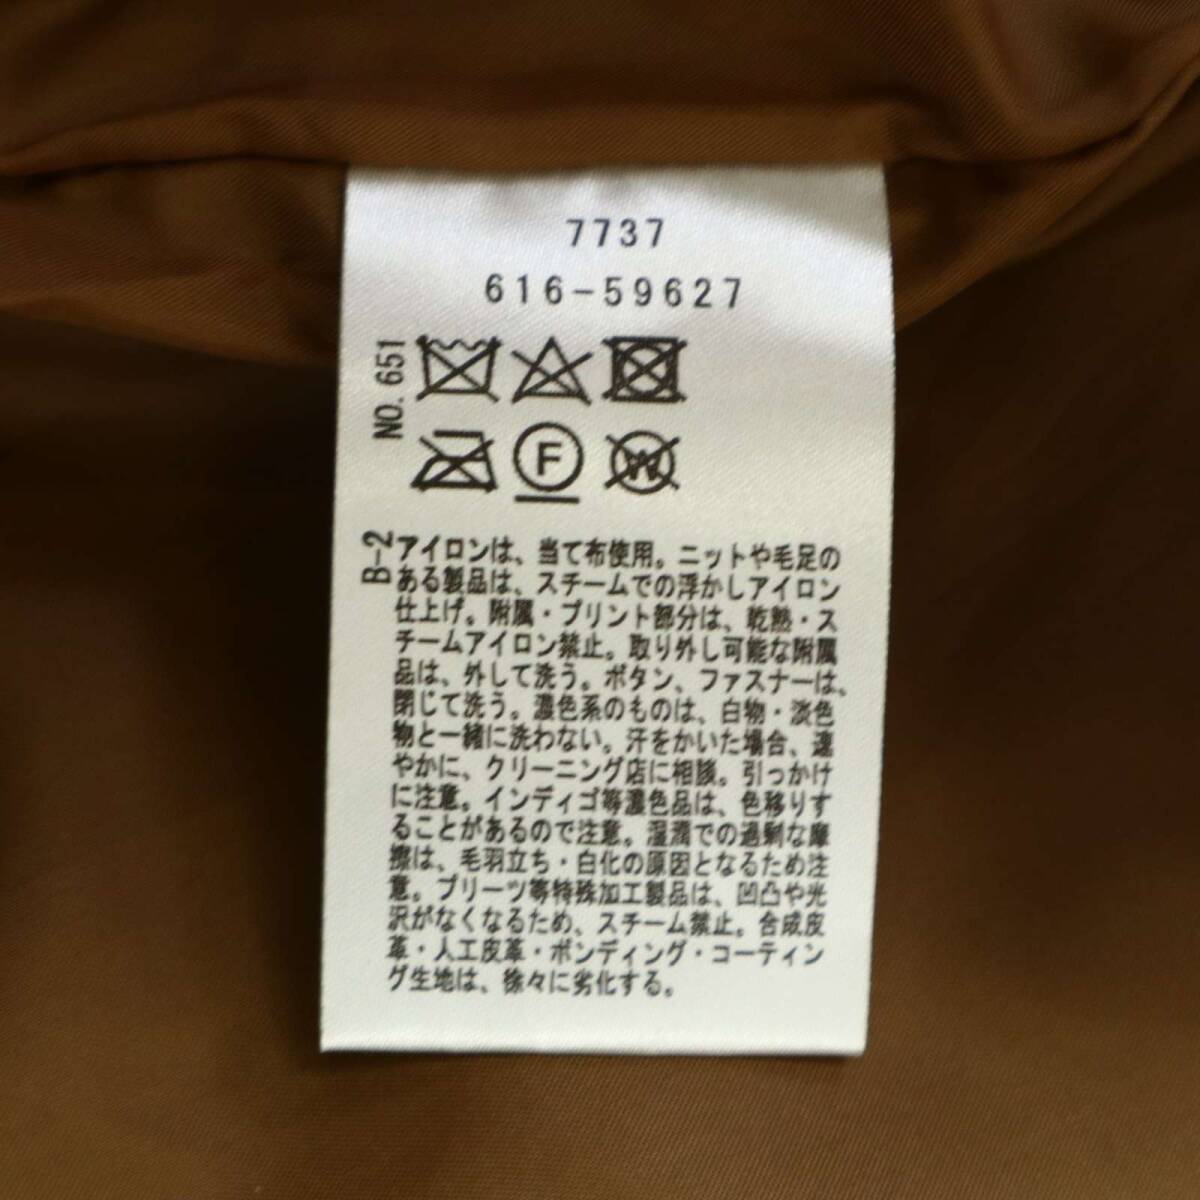 7737
616-59627
NO. 651
F
W
B-2
アイロンは、当て布使用。ニットや毛足の
ある製品は、スチームでの浮かしアイロン
仕上げ。附属・プリント部分は、乾熱・ス
チームアイロン禁止。取り外し可能な附属
品は、外して洗う。ボタン、ファスナーは、
閉じて洗う。濃色系のものは、白物・淡色
物と一緒に洗わない。汗をかいた場合、速
やかに、クリーニング店に相談。引っかけ
に注意。インディゴ等濃色品は、色移りす
ることがあるので注意。湿潤での過剰な摩
擦は、毛羽立ち・白化の原因となるため注
意。プリーツ等特殊加工製品は、凹凸や光
沢がなくなるため、スチーム禁止。合成皮
革・人工皮革・ボンディング・コーティン
グ生地は、徐々に劣化する。